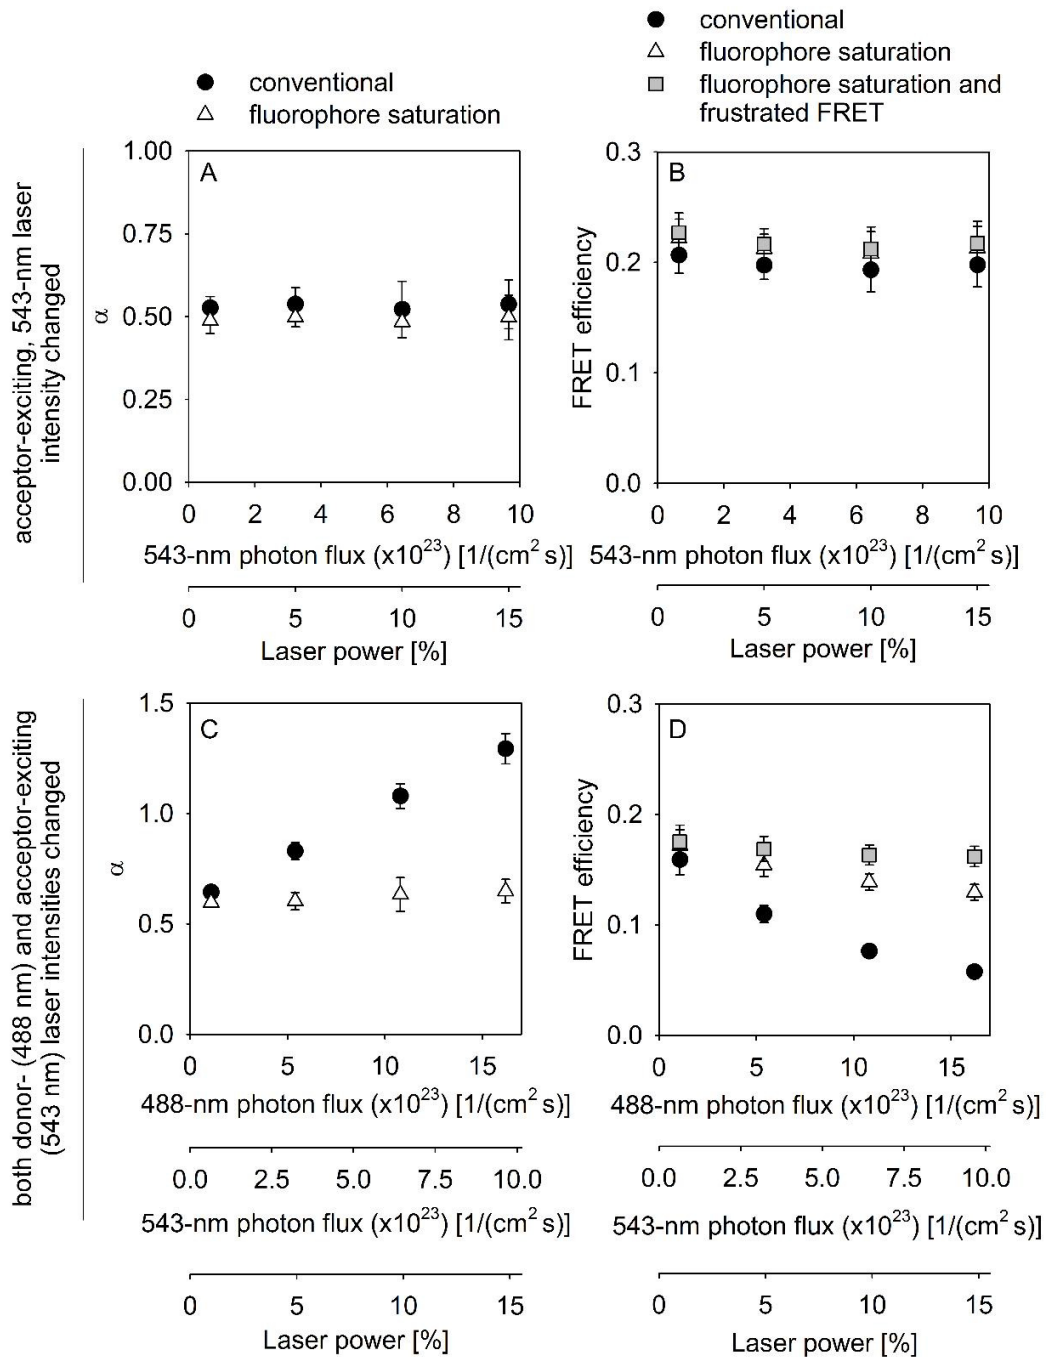 conventional
fluorophore saturation
conventional
fluorophore saturation
fluorophore saturation and
frustrated FRET
acceptor-exciting, 543-nm laser
intensity changed
A
α
1.00
0.75
0.50
0.25
0.00
0 2 4 6 8 10
543-nm photon flux (x10²³) [1/(cm² s)]
0 5 10 15
Laser power [%]
B
FRET efficiency
0.3
0.2
0.1
0.0
0 2 4 6 8 10
543-nm photon flux (x10²³) [1/(cm² s)]
0 5 10 15
Laser power [%]
both donor- (488 nm) and acceptor-exciting
(543 nm) laser intensities changed
C
α
1.5
1.0
0.5
0.0
0 5 10 15
488-nm photon flux (x10²³) [1/(cm² s)]
0.0 2.5 5.0 7.5 10.0
543-nm photon flux (x10²³) [1/(cm² s)]
0 5 10 15
Laser power [%]
D
FRET efficiency
0.3
0.2
0.1
0.0
0 5 10 15
488-nm photon flux (x10²³) [1/(cm² s)]
0.0 2.5 5.0 7.5 10.0
543-nm photon flux (x10²³) [1/(cm² s)]
0 5 10 15
Laser power [%]